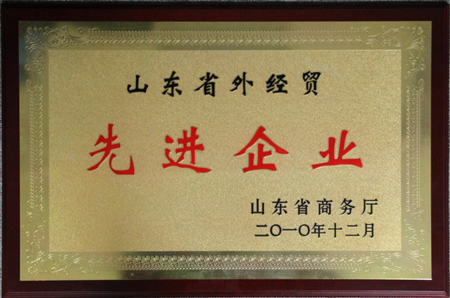 山东省外经贸
先进企业
山东省商务厅
二〇一〇年十二月